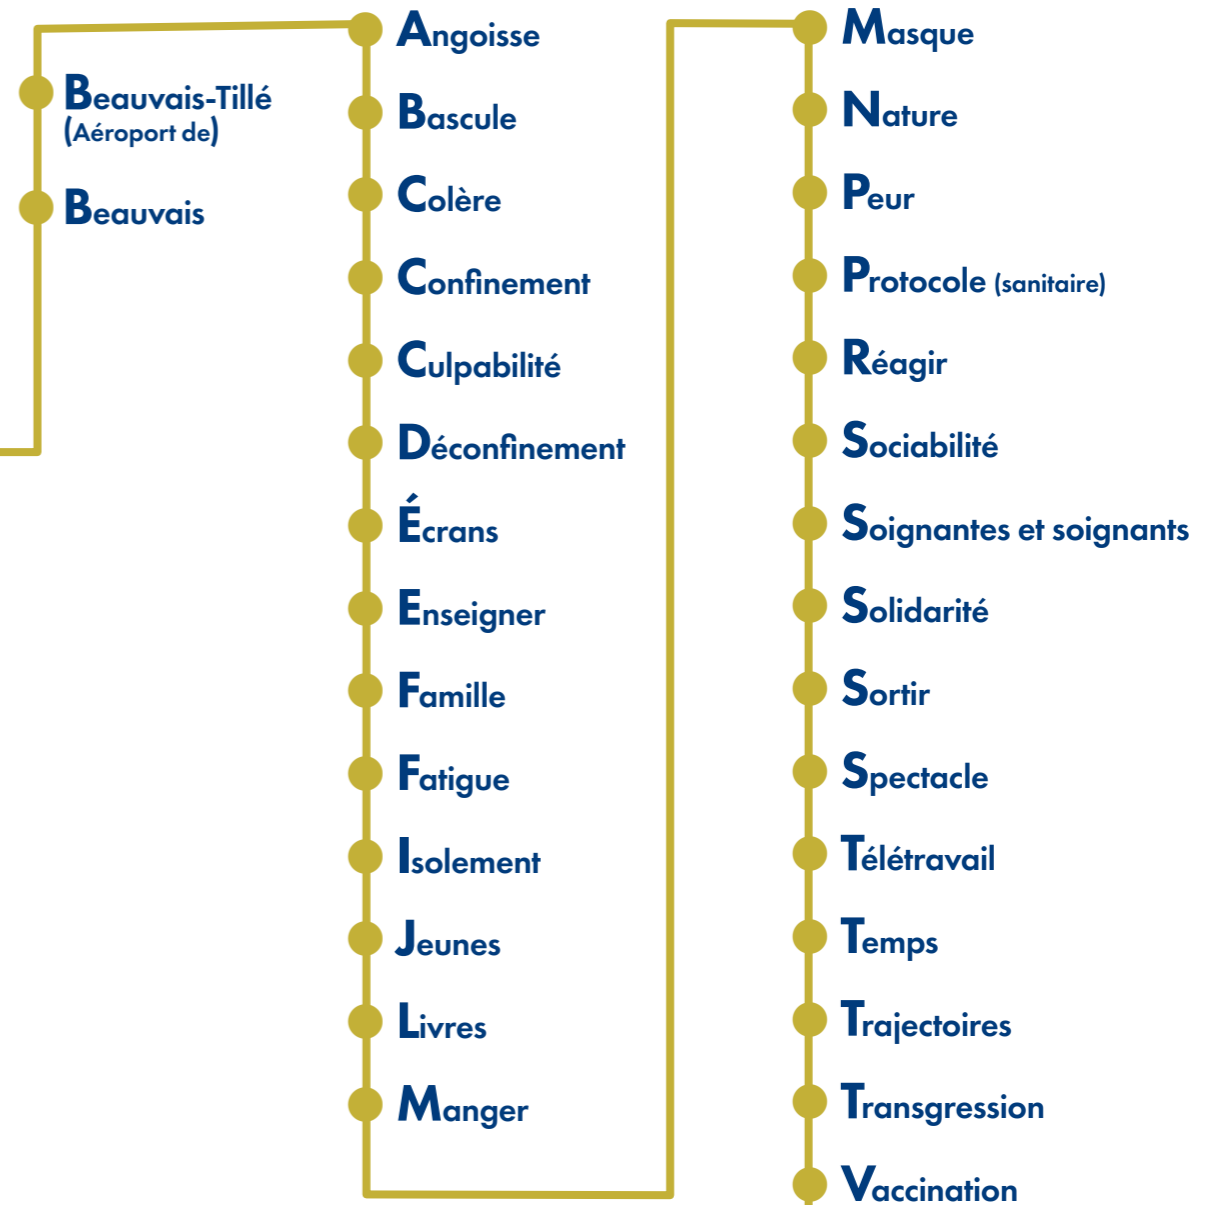 Beauvais-Tillé
(Aéroport de)
Beauvais
Angoisse
Bascule
Colère
Confinement
Culpabilité
Déconfinement
Écrans
Enseigner
Famille
Fatigue
Isolement
Jeunes
Livres
Manger
Masque
Nature
Peur
Protocole (sanitaire)
Réagir
Sociabilité
Soignantes et soignants
Solidarité
Sortir
Spectacle
Télétravail
Temps
Trajectoires
Transgression
Vaccination